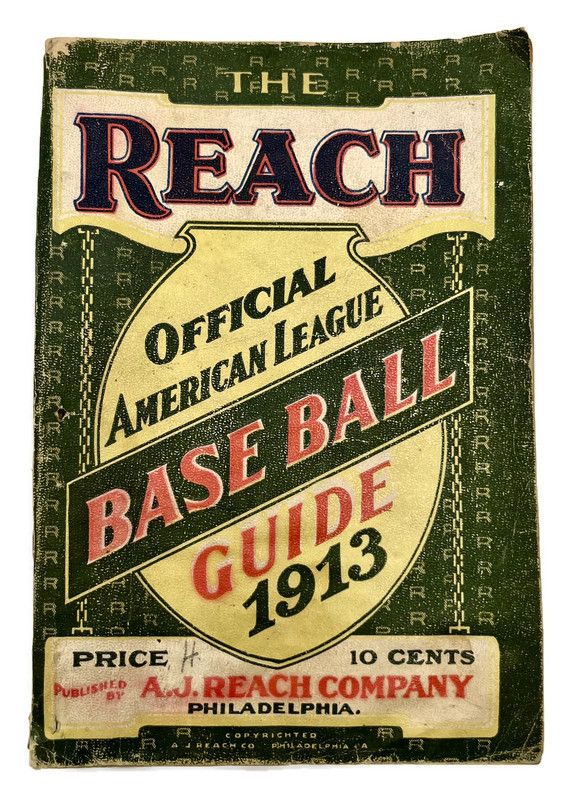 THE
REACH
OFFICIAL
AMERICAN LEAGUE
BASE BALL
GUIDE
1913
PRICE H. 10 CENTS
PUBLISHED BY A.J. REACH COMPANY
PHILADELPHIA.
COPYRIGHTED
A J REACH CO PHILADELPHIA PA